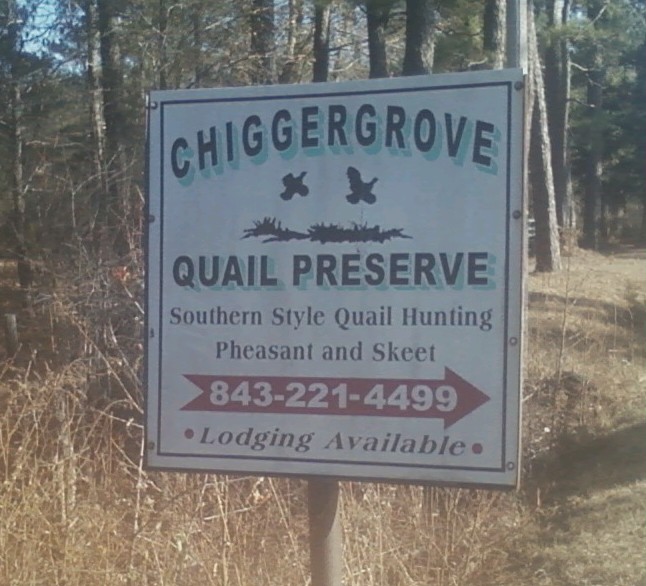 CHIGGERGROVE
QUAIL PRESERVE
Southern Style Quail Hunting
Pheasant and Skeet
843-221-4499
•Lodging Available•